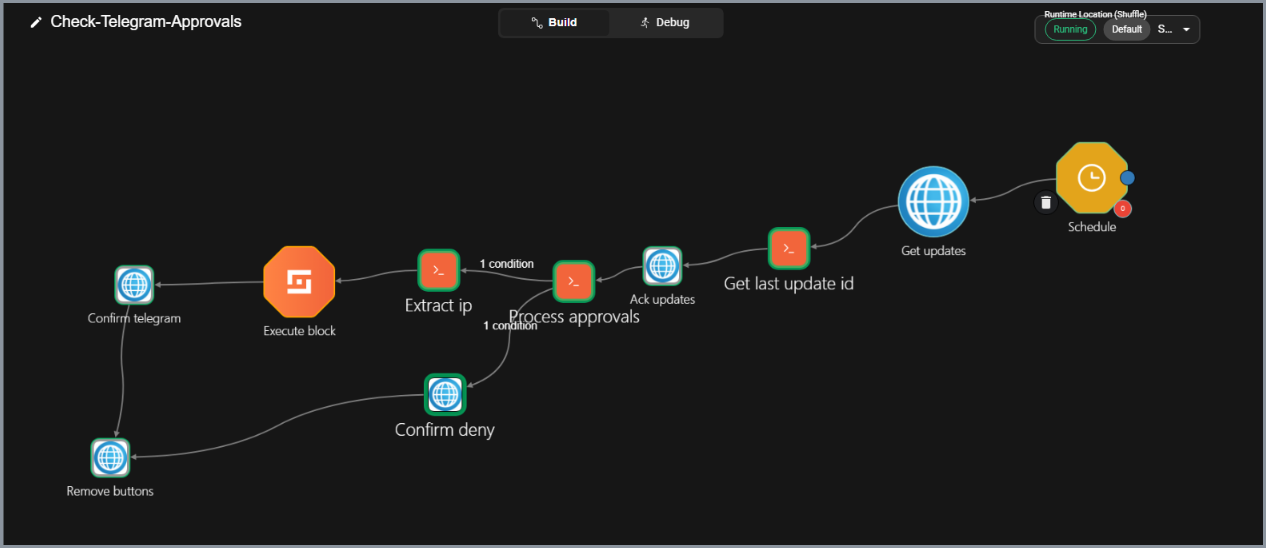 Check-Telegram-Approvals
Build
Debug
Runtime Location (Shuffle)
Running
Default
S...
Schedule
0
Get updates
Get last update id
Ack updates
Process approvals
1 condition
1 condition
Extract ip
Execute block
Confirm telegram
Confirm deny
Remove buttons